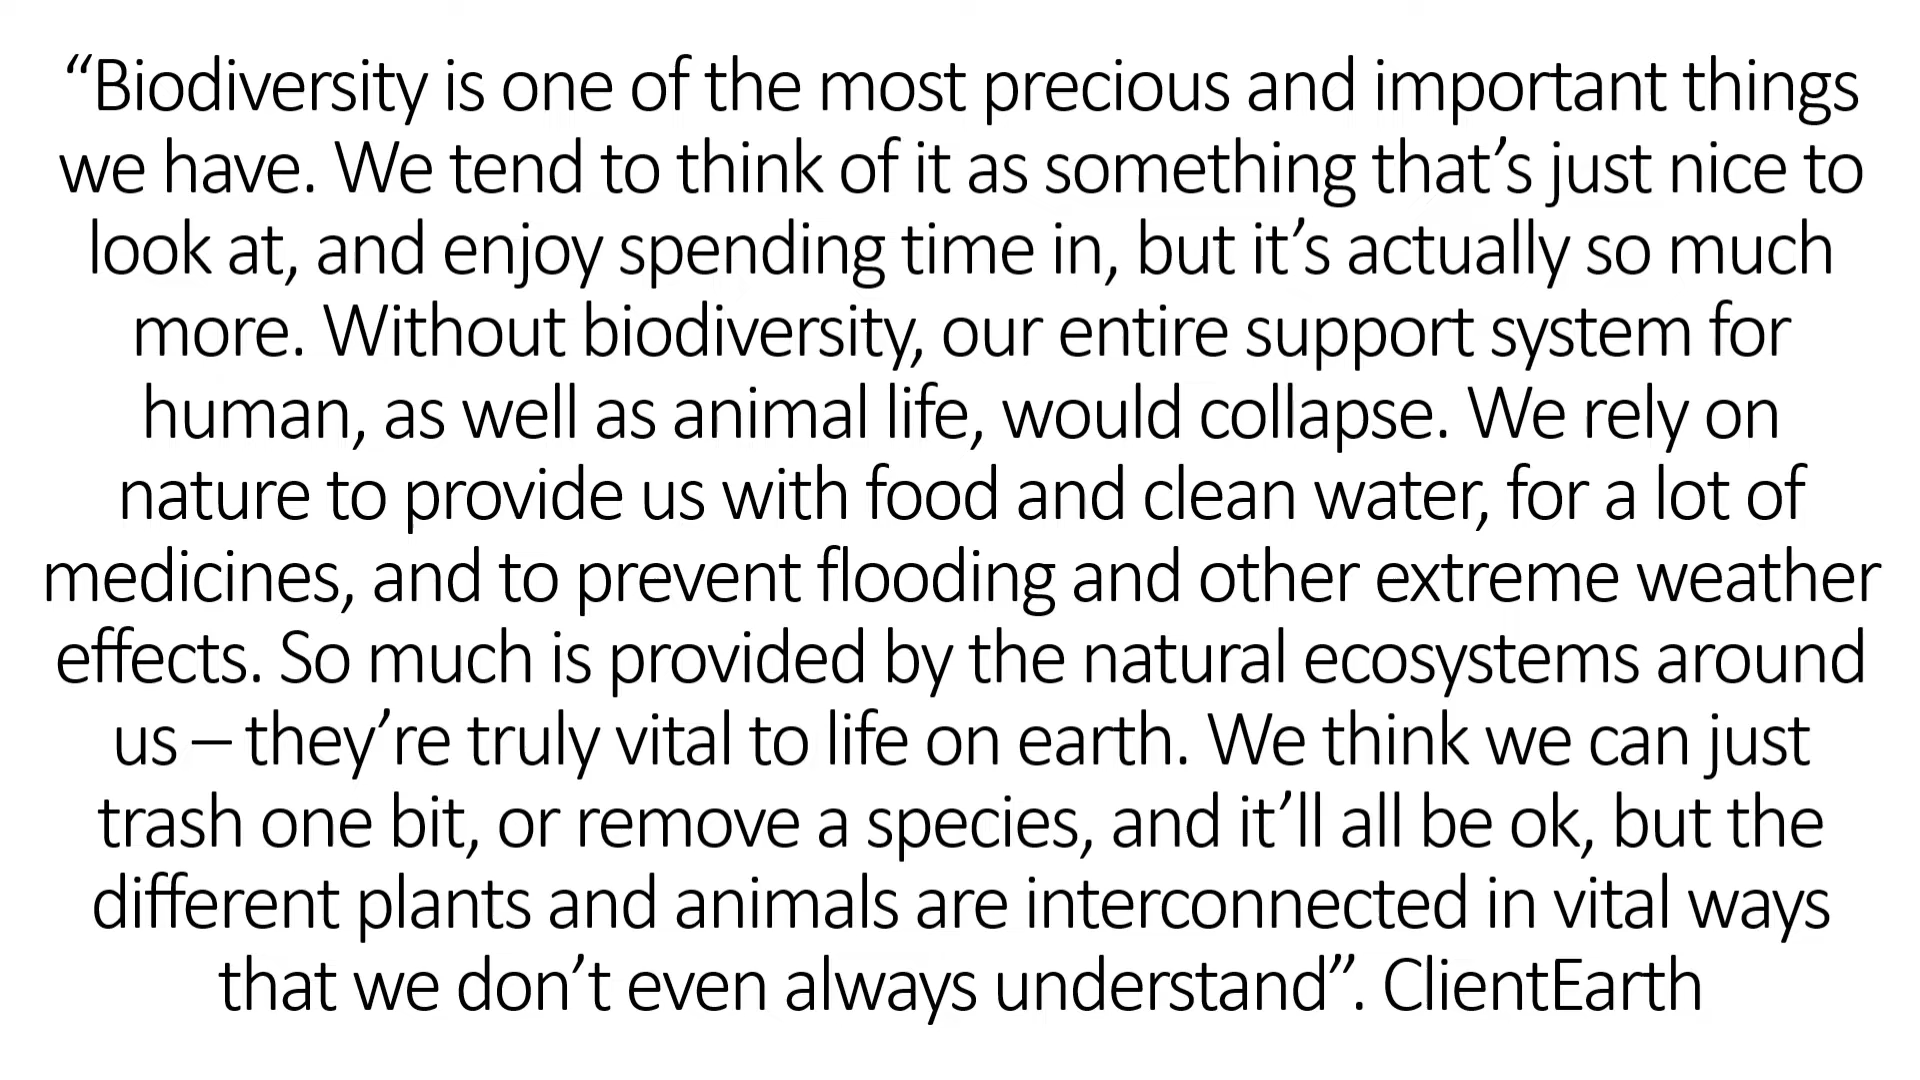 “Biodiversity is one of the most precious and important things
we have. We tend to think of it as something that’s just nice to
look at, and enjoy spending time in, but it’s actually so much
more. Without biodiversity, our entire support system for
human, as well as animal life, would collapse. We rely on
nature to provide us with food and clean water, for a lot of
medicines, and to prevent flooding and other extreme weather
effects. So much is provided by the natural ecosystems around
us – they’re truly vital to life on earth. We think we can just
trash one bit, or remove a species, and it’ll all be ok, but the
different plants and animals are interconnected in vital ways
that we don’t even always understand”. ClientEarth